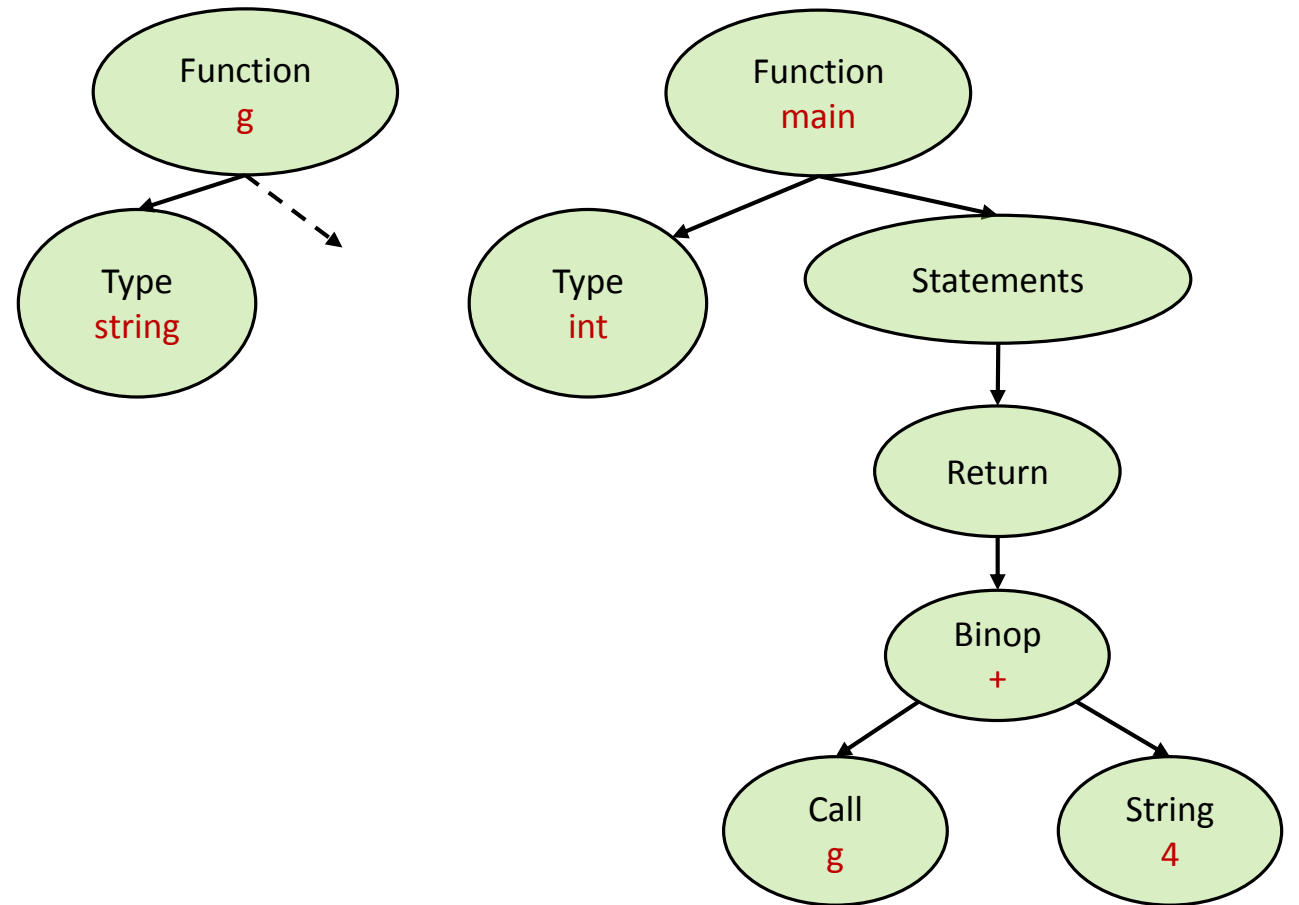 Function
g
Function
main
Type
string
Type
int
Statements
Return
Binop
+
Call
g
String
4